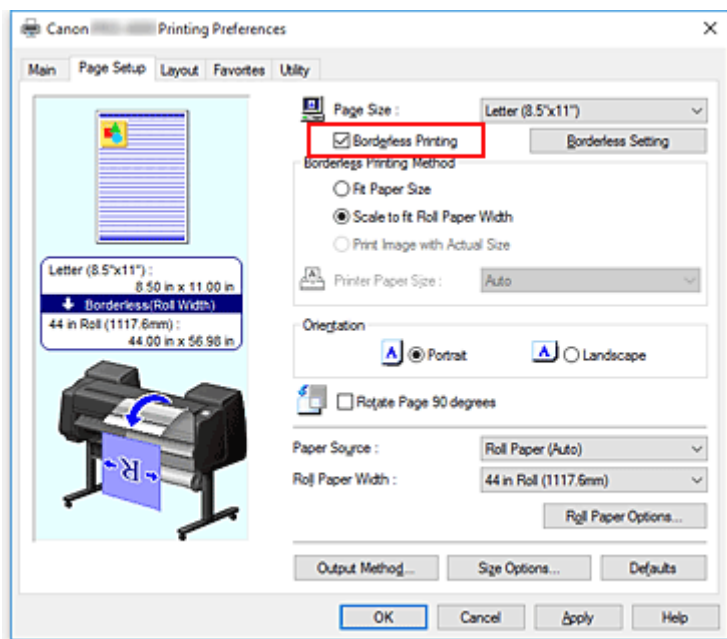 Canon Printing Preferences
Main Page Setup Layout Favorites Utility
Page Size : Letter (8.5"x11")
Borderless Printing Borderless Setting
Borderless Printing Method
Fit Paper Size
Scale to fit Roll Paper Width
Print Image with Actual Size
Printer Paper Size : Auto
Letter (8.5"x11") :
8.50 in x 11.00 in
Borderless(Roll Width)
44 in Roll (1117.6mm) :
44.00 in x 56.98 in
Orientation
A Portrait A Landscape
Rotate Page 90 degrees
R
Paper Source : Roll Paper (Auto)
Roll Paper Width : 44 in Roll (1117.6mm)
Roll Paper Options...
Output Method... Size Options... Defaults
OK Cancel Apply Help